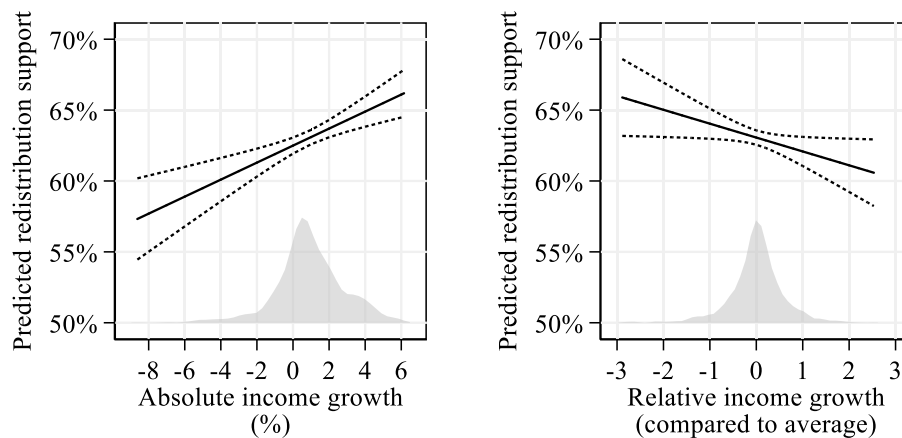 Predicted redistribution support
70%
65%
60%
55%
50%
-8 -6 -4 -2 0 2 4 6
Absolute income growth
(%)
Predicted redistribution support
70%
65%
60%
55%
50%
-3 -2 -1 0 1 2 3
Relative income growth
(compared to average)